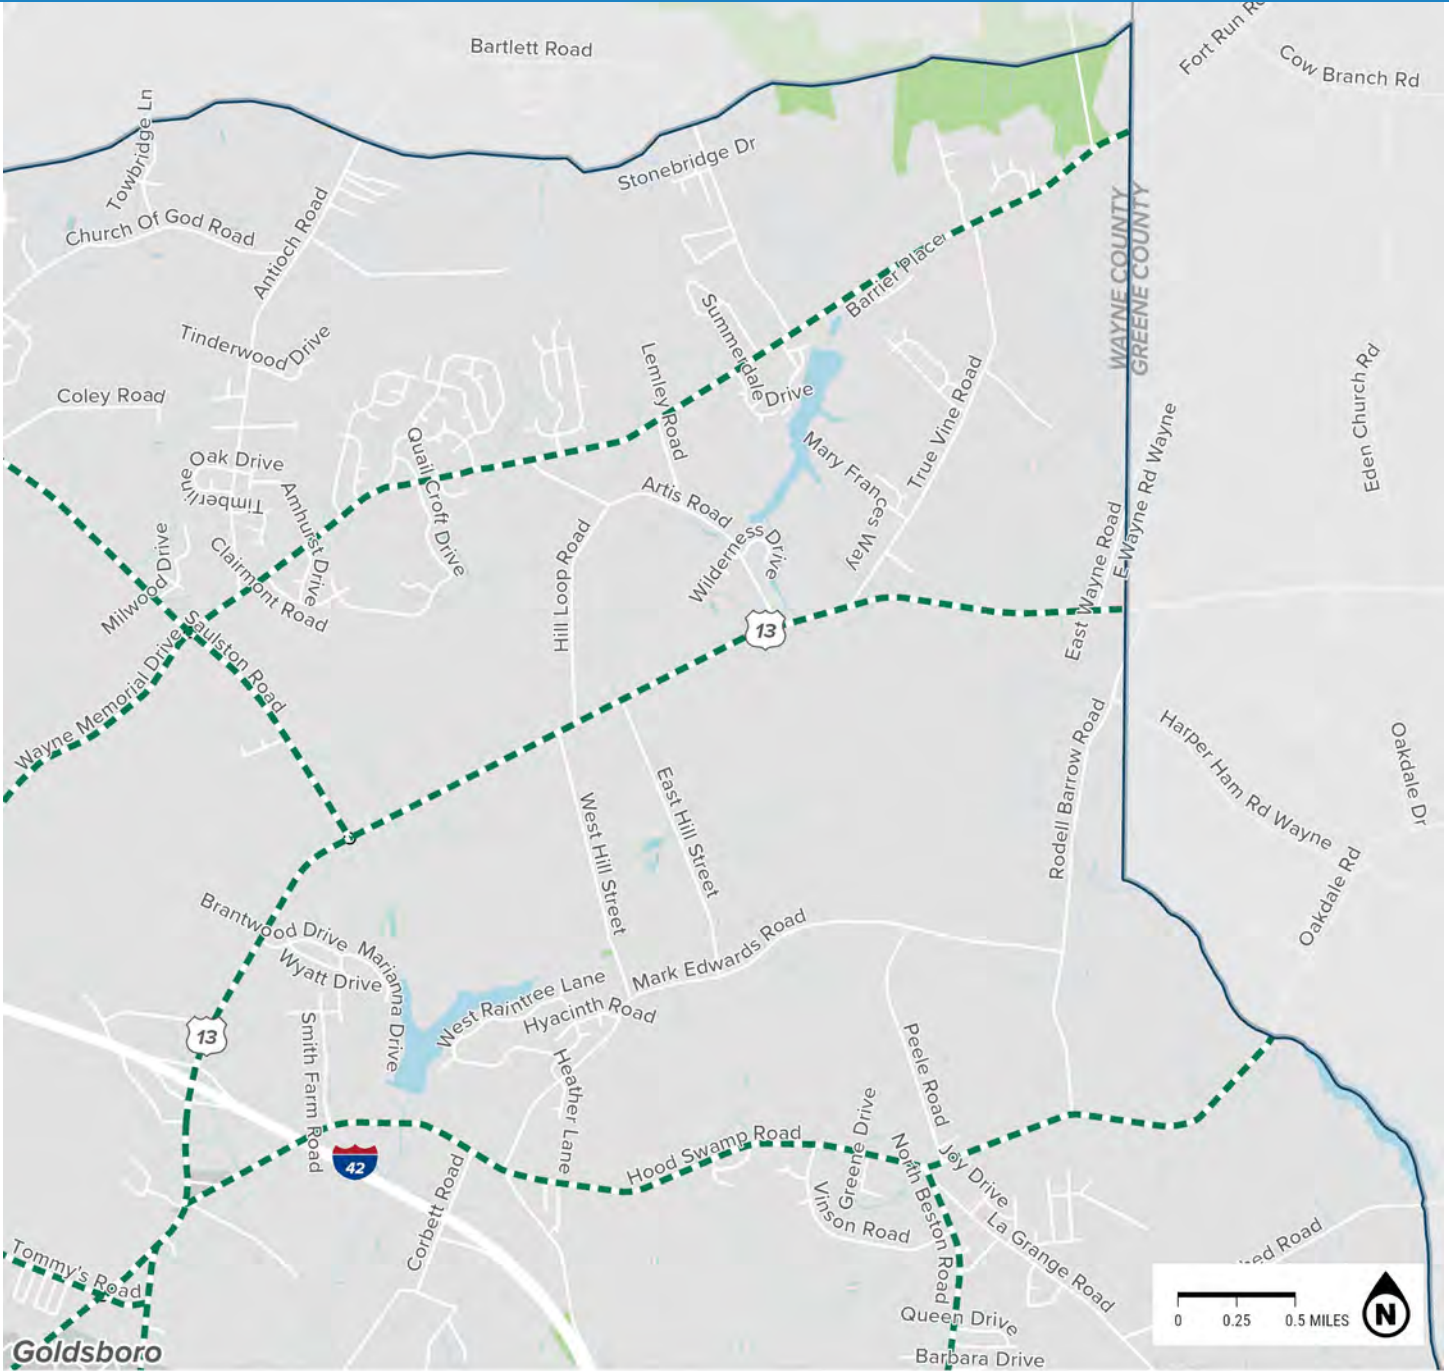 Bartlett Road
Fort Run
Cow Branch Rd
Towbridge Ln
Stonebridge Dr
Church Of God Road
Antioch Road
Barrier Place
WAYNE COUNTY
GREENE COUNTY
Tinderwood Drive
Summerdale Drive
Lemley Road
Coley Road
True Vine Road
Eden Church Rd
Quail Croft Drive
Mary Frances Way
Oak Drive
Timberline
Amhurst Drive
Artis Road
East Wayne Road
E Wayne Rd Wayne
Milwood Drive
Clairmont Road
Hill Loop Road
Wilderness Drive
13
Saulston Road
Wayne Memorial Drive
Rodell Barrow Road
Harper Ham Rd Wayne
Oakdale Dr
West Hill Street
East Hill Street
Oakdale Rd
Brantwood Drive
Marianna Drive
Wyatt Drive
Mark Edwards Road
West Raintree Lane
Hyacinth Road
13
Smith Farm Road
Heather Lane
Peele Road
42
Hood Swamp Road
Greene Drive
North Beston Road
Joy Drive
Corbett Road
Vinson Road
La Grange Road
Road
Tommy's Road
Queen Drive
Barbara Drive
Goldsboro
0 0.25 0.5 MILES
N